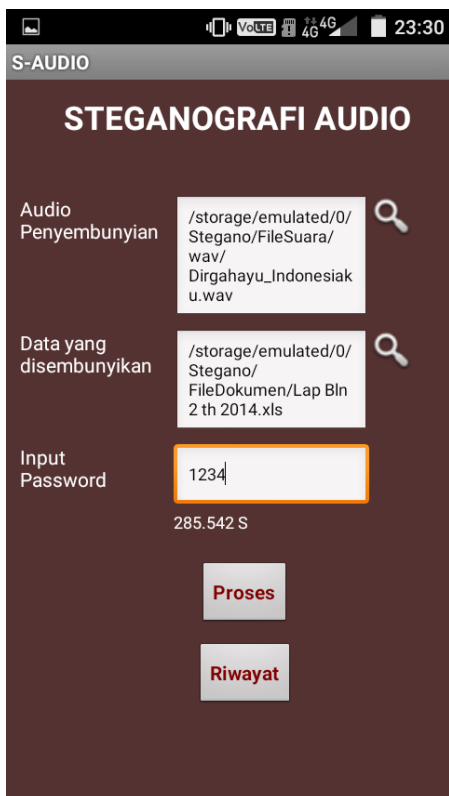 VoLTE 4G 4G 23:30
S-AUDIO
STEGANOGRAFI AUDIO
Audio
Penyembunyian
/storage/emulated/0/
Stegano/FileSuara/
wav/
Dirgahayu_Indonesiak
u.wav
Data yang
disembunyikan
/storage/emulated/0/
Stegano/
FileDokumen/Lap Bln
2 th 2014.xls
Input
Password
1234
285.542 S
Proses
Riwayat